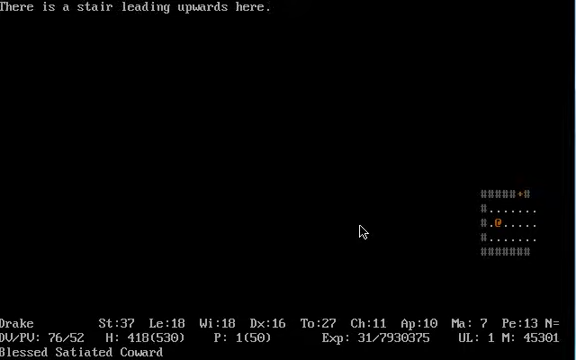 There is a stair leading upwards here.
#####+#
#.......
#.@.....
#.......
#######
Drake St:37 Le:18 Wi:18 Dx:16 To:27 Ch:11 Ap:10 Ma: 7 Pe:13 N=
DV/PV: 76/52 H: 418(530) P: 1(50) Exp: 31/7930375 UL: 1 M: 45301
Blessed Satiated Coward